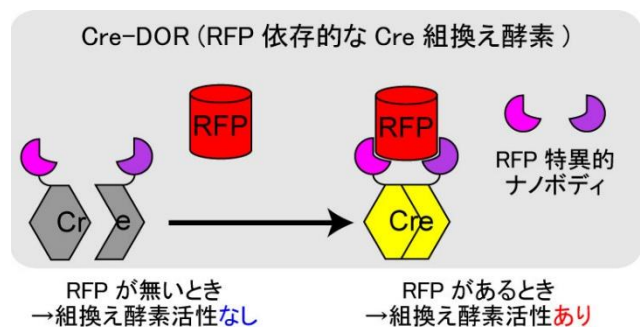 Cre-DOR (RFP 依存的な Cre 組換え酵素 )
RFP
RFP
RFP 特異的
ナノボディ
Cr e
Cre
RFP が無いとき
→組換え酵素活性なし
RFP があるとき
→組換え酵素活性あり